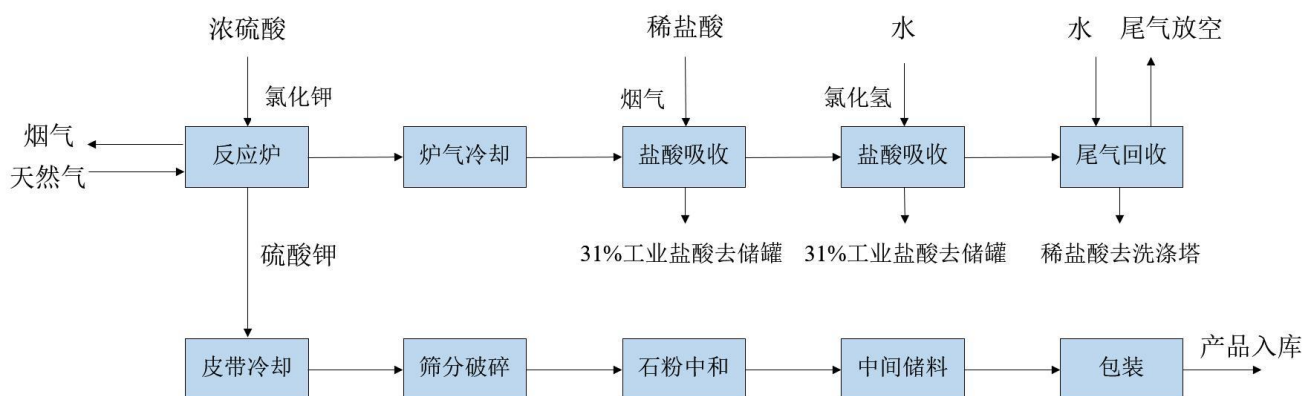 浓硫酸
稀盐酸
水
水
尾气放空
氯化钾
烟气
氯化氢
烟气
天然气
反应炉
炉气冷却
盐酸吸收
盐酸吸收
尾气回收
硫酸钾
31%工业盐酸去储罐
31%工业盐酸去储罐
稀盐酸去洗涤塔
皮带冷却
筛分破碎
石粉中和
中间储料
包装
产品入库